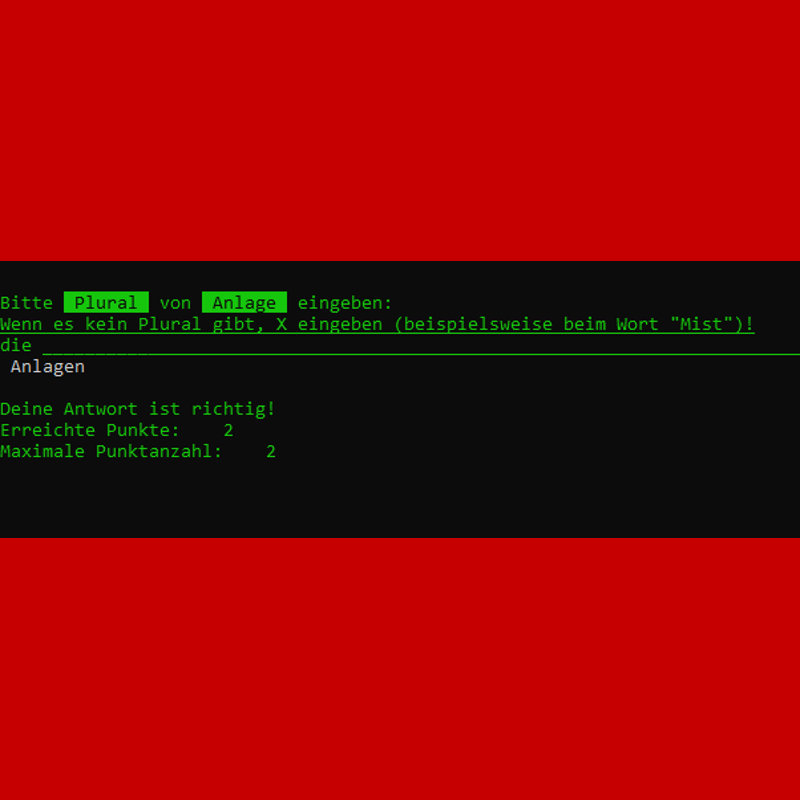 Bitte Plural von Anlage eingeben:
Wenn es kein Plural gibt, X eingeben (beispielsweise beim Wort "Mist")!
die
Anlagen
Deine Antwort ist richtig!
Erreichte Punkte: 2
Maximale Punktanzahl: 2